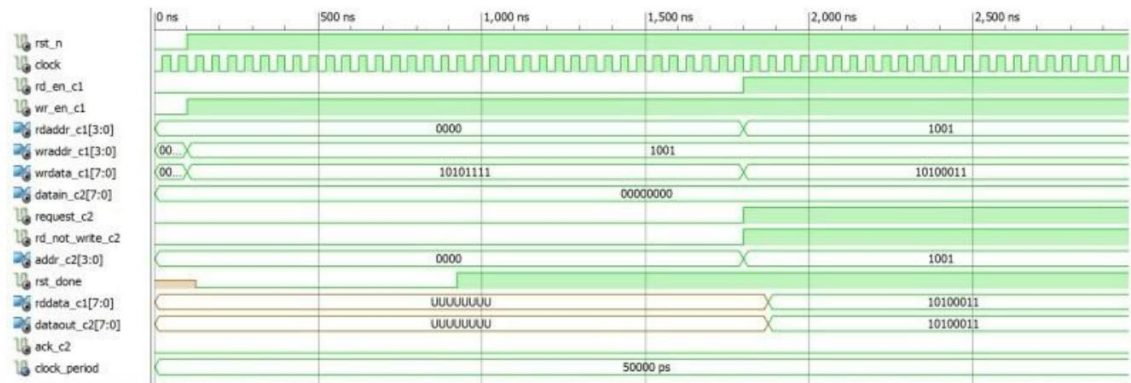 0 ns 500 ns 1,000 ns 1,500 ns 2,000 ns 2,500 ns
rst_n
clock
rd_en_c1
wr_en_c1
rdaddr_c1[3:0] 0000 1001
wraddr_c1[3:0] 00... 1001
wrdata_c1[7:0] 00... 10101111 10100011
datain_c2[7:0] 00000000
request_c2
rd_not_write_c2
addr_c2[3:0] 0000 1001
rst_done
rddata_c1[7:0] UUUUUUUU 10100011
dataout_c2[7:0] UUUUUUUU 10100011
ack_c2
clock_period 50000 ps